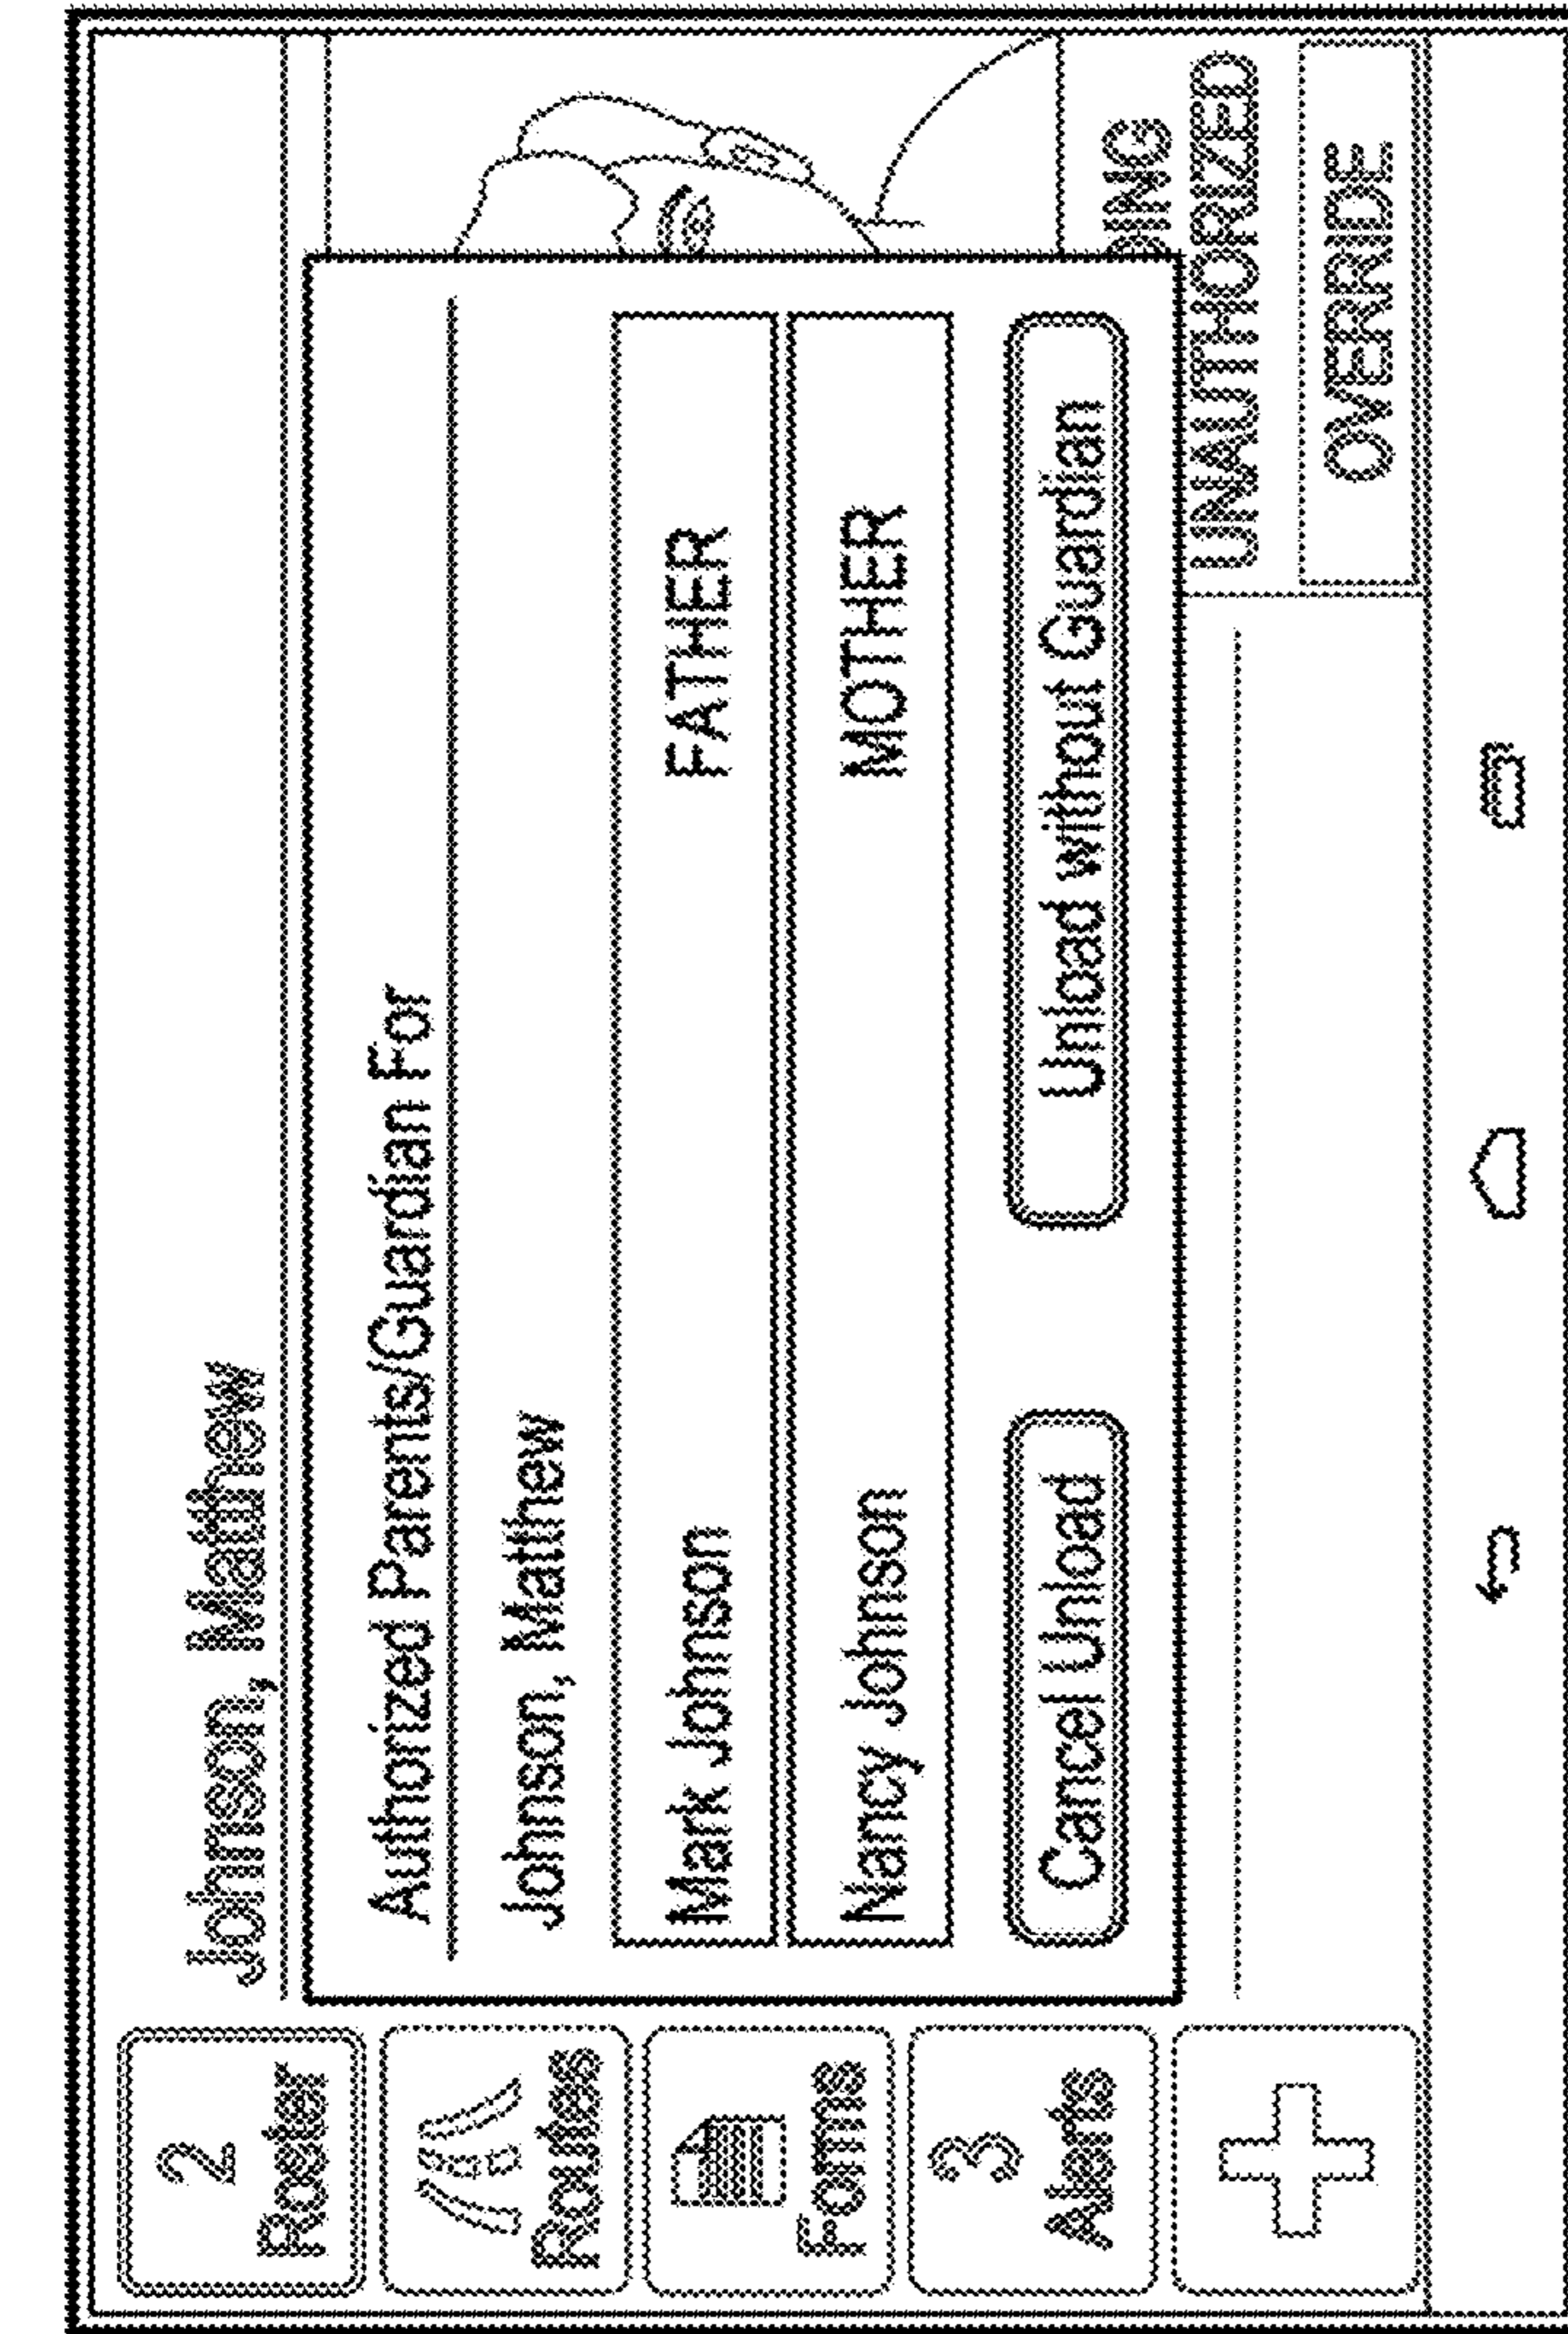 Johnson, Matthew
2
Roster
Routes
Forms
3
Alerts
Authorized Parents/Guardian For
Johnson, Matthew
Mark Johnson FATHER
Nancy Johnson MOTHER
Cancel Unload Unload without Guardian
DING
UNAUTHORIZED
OVERRIDE